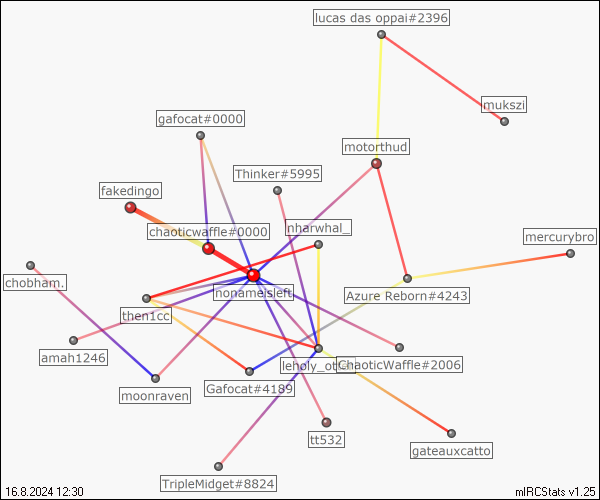 lucas das oppai#2396
mukszi
gafocat#0000
motorthud
Thinker#5995
fakedingo
chaoticwaffle#0000
nharwhal_
mercurybro
chobham.
nonameisleft
Azure Reborn#4243
then1cc
amah1246
ChaoticWaffle#2006
moonraven
Gafocat#4189
tt532
gateauxcatto
TripleMidget#8824
16.8.2024 12:30
mIRCStats v1.25